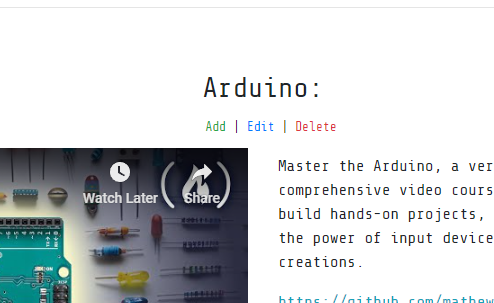 Arduino:
Add | Edit | Delete
Watch Later
Share
Master the Arduino, a ver
comprehensive video cours
build hands-on projects,
the power of input device
creations.
https://github.com/mathew